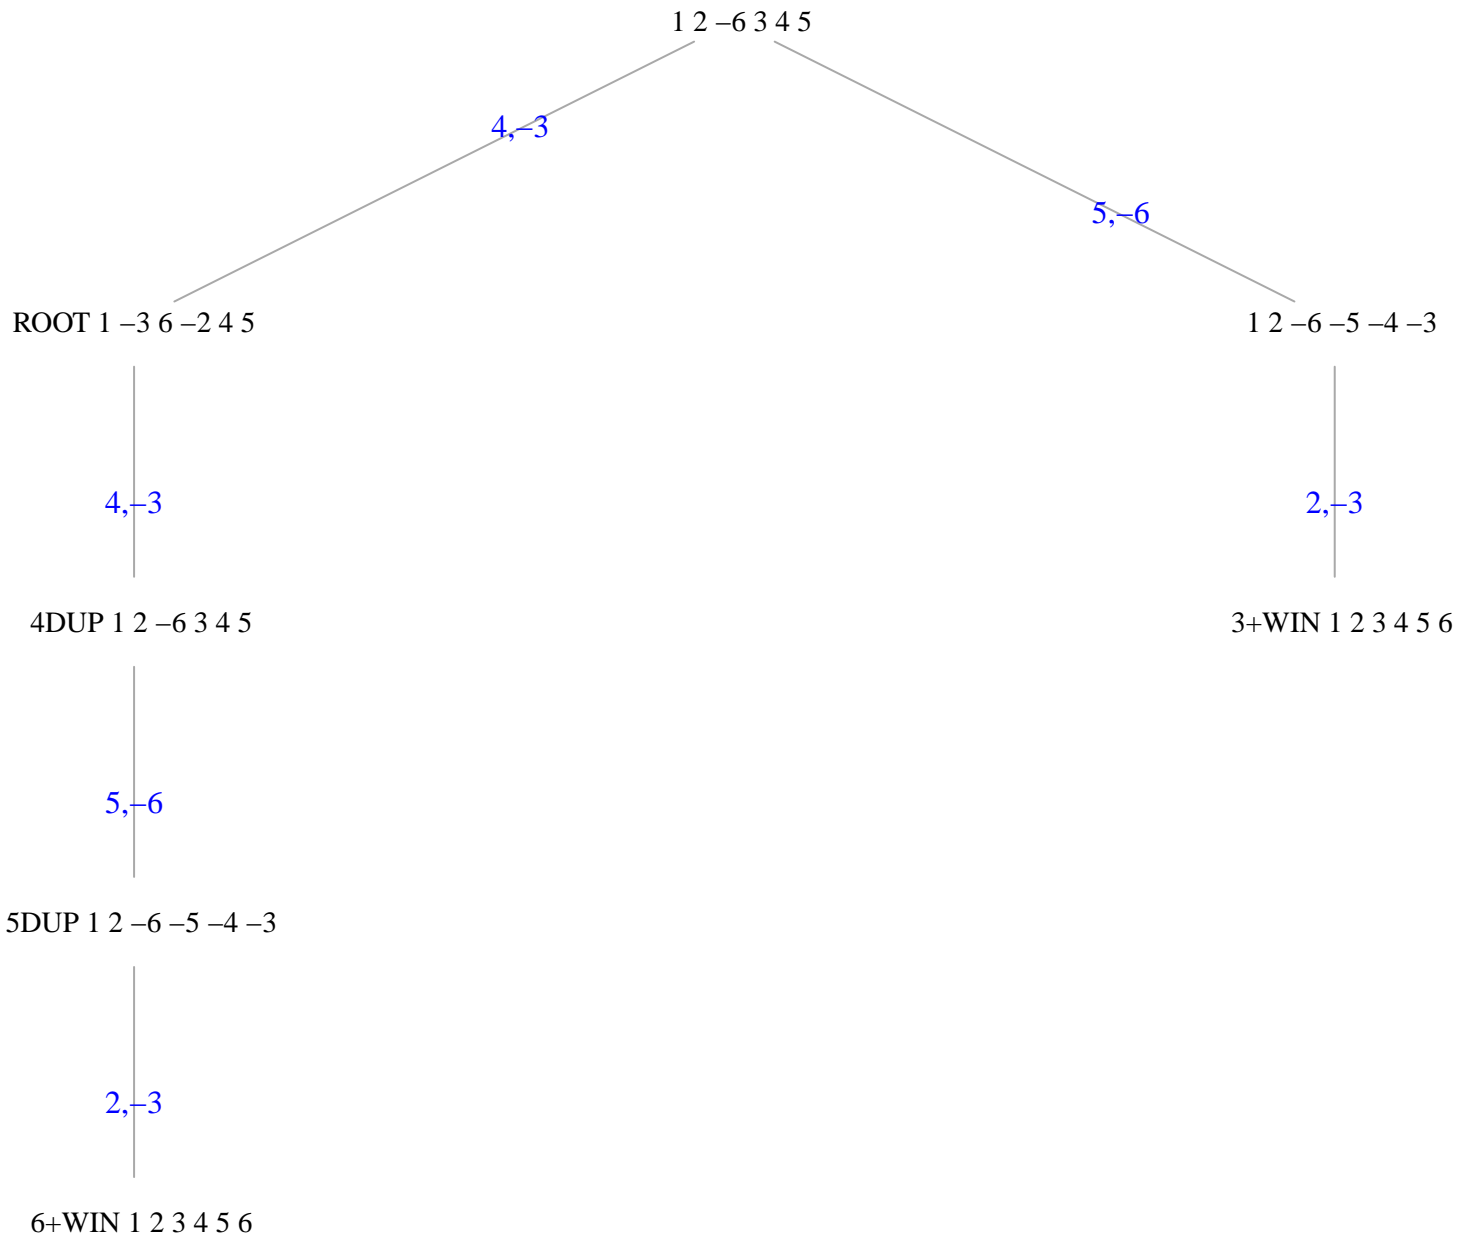 1 2 –6 3 4 5
4,–3
5,–6
ROOT 1 –3 6 –2 4 5
1 2 –6 –5 –4 –3
4,–3
2,–3
4DUP 1 2 –6 3 4 5
3+WIN 1 2 3 4 5 6
5,–6
5DUP 1 2 –6 –5 –4 –3
2,–3
6+WIN 1 2 3 4 5 6